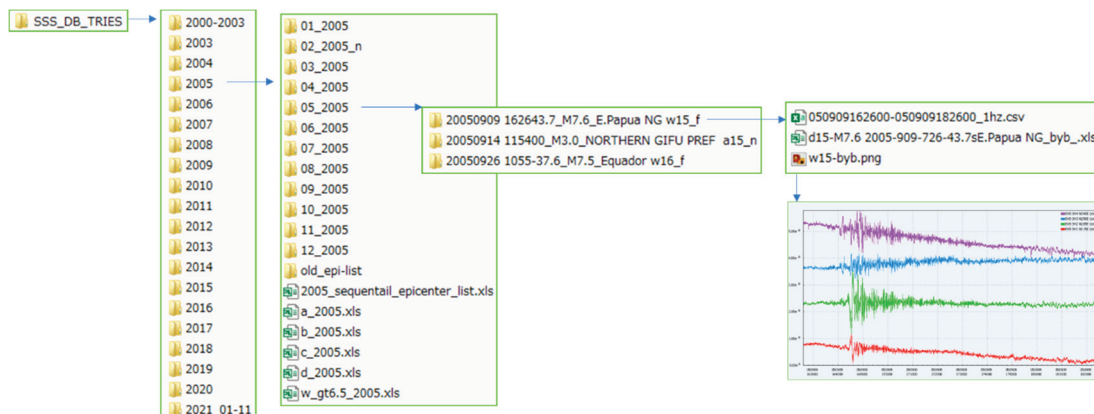 SSS_DB_TRIES
2000-2003
2003
2004
2005
2006
2007
2008
2009
2010
2011
2012
2013
2014
2015
2016
2017
2018
2019
2020
2021 01-11
01_2005
02_2005_n
03_2005
04_2005
05_2005
06_2005
07_2005
08_2005
09_2005
10_2005
11_2005
12_2005
old_epi-list
2005_sequentail_epicenter_list.xls
a_2005.xls
b_2005.xls
c_2005.xls
d_2005.xls
w_gt6.5_2005.xls
20050909 162643.7_M7.6_E.Papua NG w15_f
20050914 115400_M3.0_NORTHERN GIFU PREF a15_n
20050926 1055-37.6_M7.5_Equador w16_f
050909162600-050909182600_1hz.csv
d15-M7.6 2005-909-726-43.7sE.Papua NG_byb_.xls
w15-byb.png